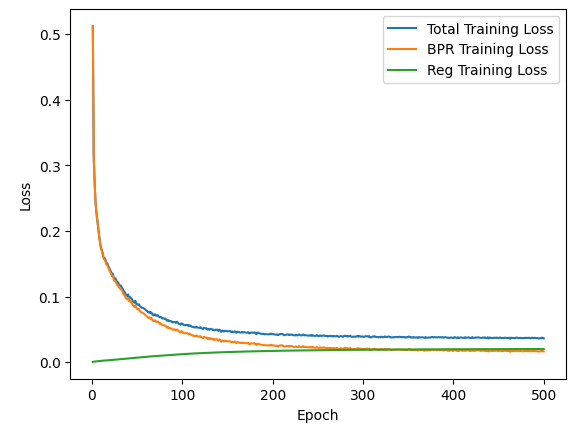 Total Training Loss
BPR Training Loss
Reg Training Loss
0.5
0.4
0.3
0.2
0.1
0.0
Loss
0 100 200 300 400 500
Epoch